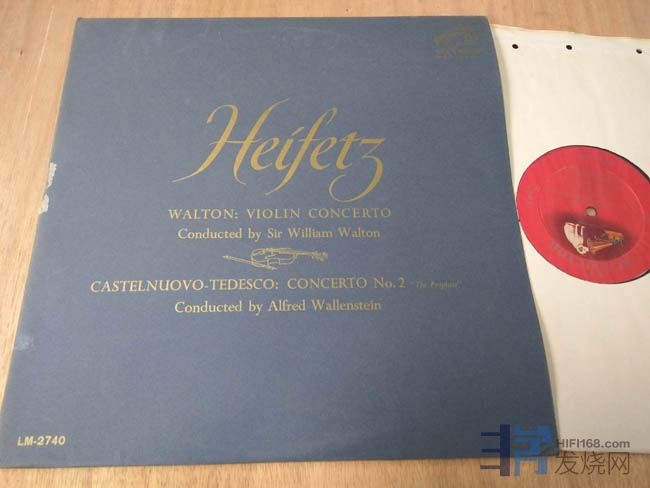 Heifetz
WALTON: VIOLIN CONCERTO
Conducted by Sir William Walton
CASTELNUOVO-TEDESCO: CONCERTO No. 2 "The Prophets"
Conducted by Alfred Wallenstein
LM-2740
HIFI168.com
发烧网